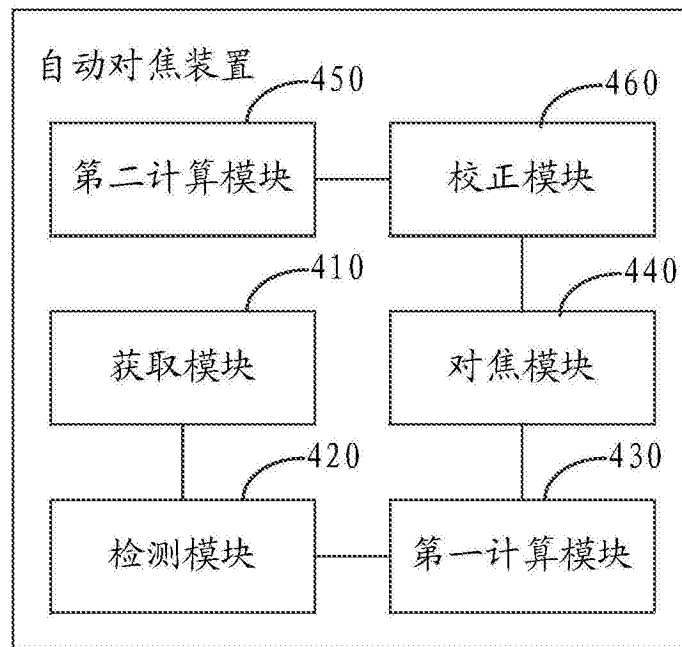 自动对焦装置
450
460
第二计算模块
校正模块
410
440
获取模块
对焦模块
420
430
检测模块
第一计算模块